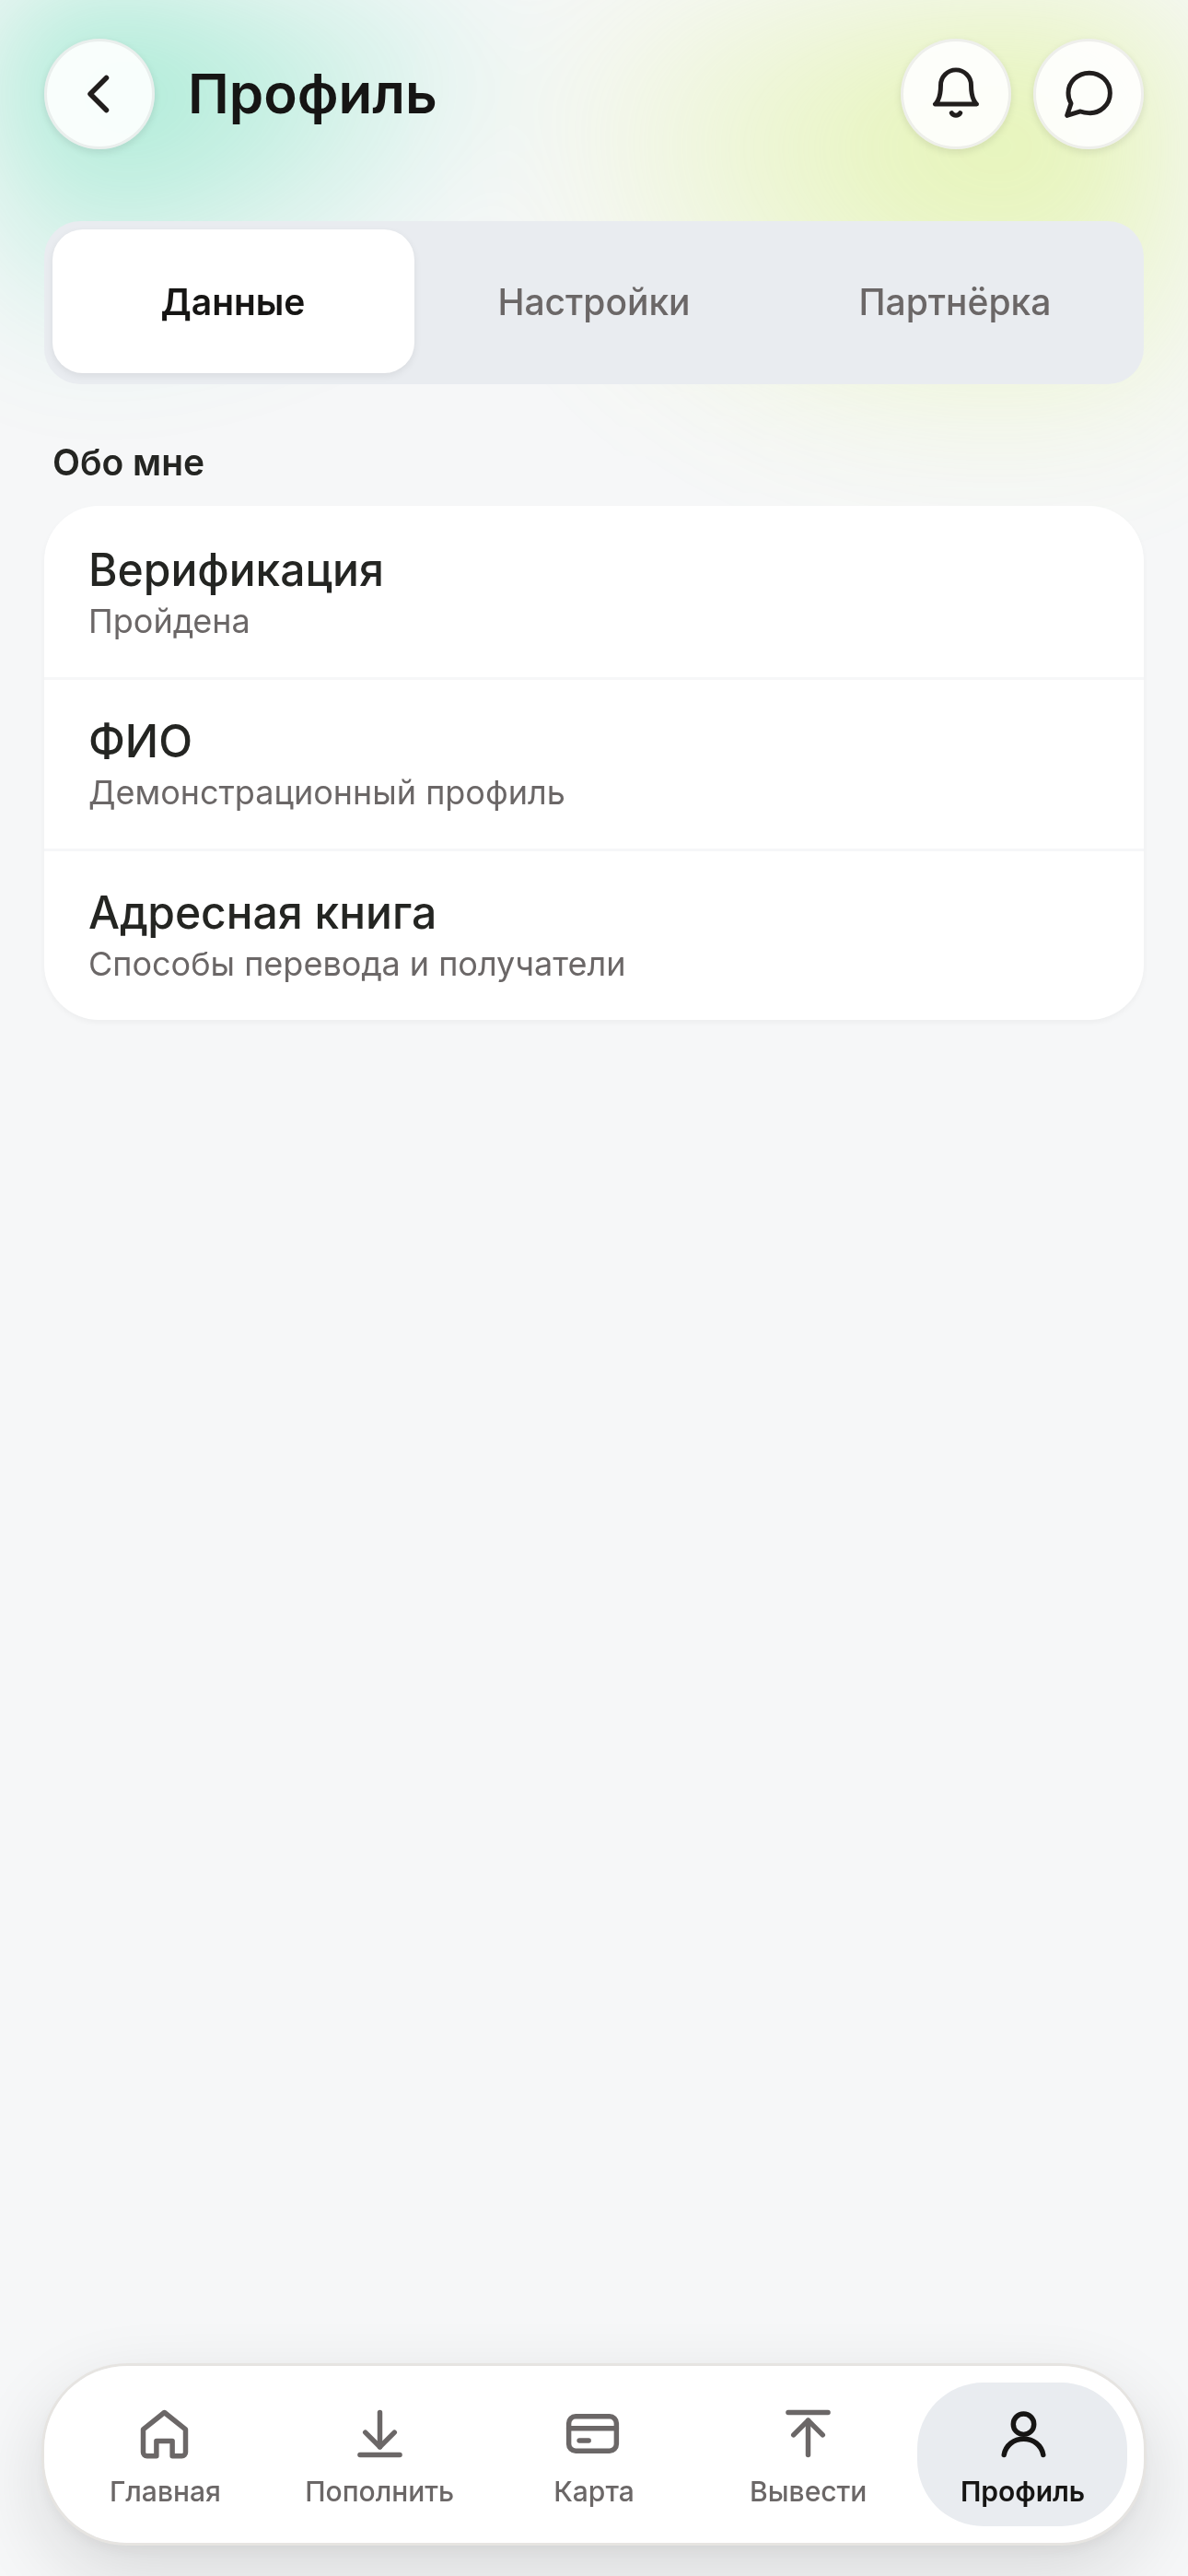 Профиль
Данные
Настройки
Партнёрка
Обо мне
Верификация
Пройдена
ФИО
Демонстрационный профиль
Адресная книга
Способы перевода и получатели
Главная
Пополнить
Карта
Вывести
Профиль